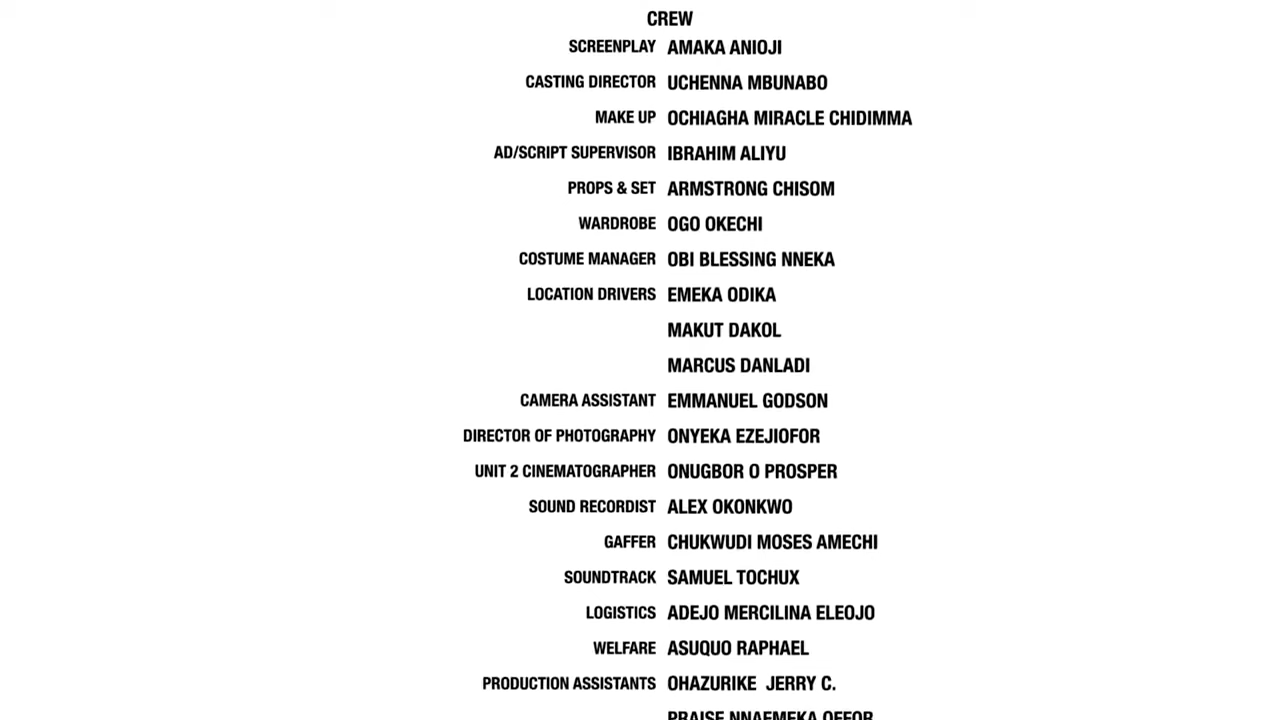 CREW
SCREENPLAY AMAKA ANIOJI
CASTING DIRECTOR UCHENNA MBUNABO
MAKE UP OCHIAGHA MIRACLE CHIDIMMA
AD/SCRIPT SUPERVISOR IBRAHIM ALIYU
PROPS & SET ARMSTRONG CHISOM
WARDROBE OGO OKECHI
COSTUME MANAGER OBI BLESSING NNEKA
LOCATION DRIVERS EMEKA ODIKA
MAKUT DAKOL
MARCUS DANLADI
CAMERA ASSISTANT EMMANUEL GODSON
DIRECTOR OF PHOTOGRAPHY ONYEKA EZEJIOFOR
UNIT 2 CINEMATOGRAPHER ONUGBOR O PROSPER
SOUND RECORDIST ALEX OKONKWO
GAFFER CHUKWUDI MOSES AMECHI
SOUNDTRACK SAMUEL TOCHUX
LOGISTICS ADEJO MERCILINA ELEOJO
WELFARE ASUQUO RAPHAEL
PRODUCTION ASSISTANTS OHAZURIKE JERRY C.
PRAISE NNAEMEKA OFFOR